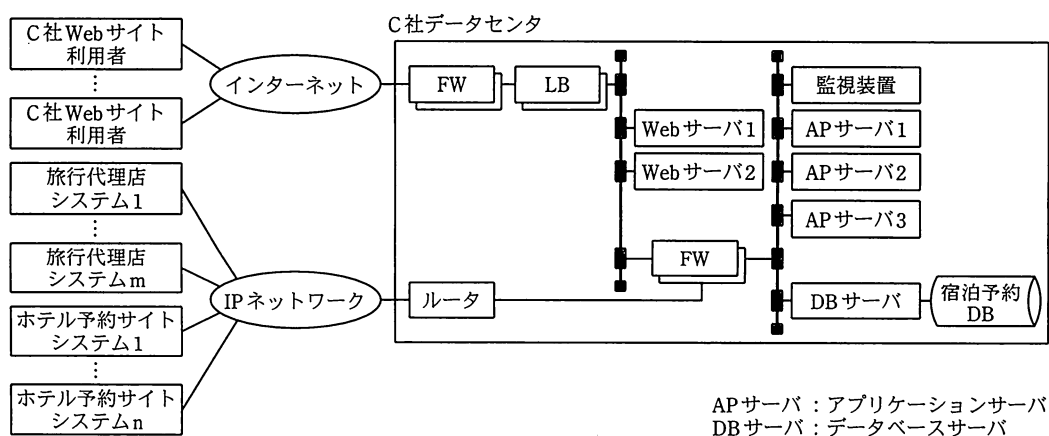 C社データセンタ
C社Webサイト
利用者
⋮
C社Webサイト
利用者
旅行代理店
システム1
⋮
旅行代理店
システムm
ホテル予約サイト
システム1
⋮
ホテル予約サイト
システムn
インターネット
IPネットワーク
FW
LB
ルータ
Webサーバ1
Webサーバ2
FW
監視装置
APサーバ1
APサーバ2
APサーバ3
DBサーバ
宿泊予約
DB
APサーバ:アプリケーションサーバ
DBサーバ:データベースサーバ